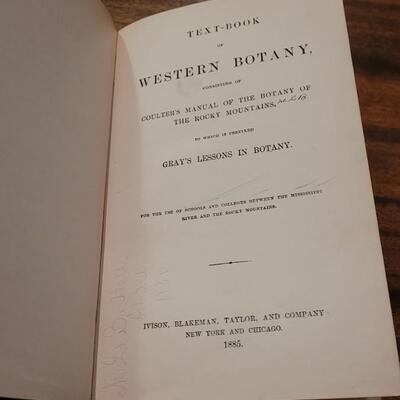 TEXT-BOOK
OF
WESTERN BOTANY,
CONSISTING OF
COULTER'S MANUAL OF THE BOTANY OF
THE ROCKY MOUNTAINS,
TO WHICH IS PREFIXED
GRAY'S LESSONS IN BOTANY.
FOR THE USE OF SCHOOLS AND COLLEGES BETWEEN THE MISSISSIPPI
RIVER AND THE ROCKY MOUNTAINS.
IVISON, BLAKEMAN, TAYLOR, AND COMPANY
NEW YORK AND CHICAGO.
1885.